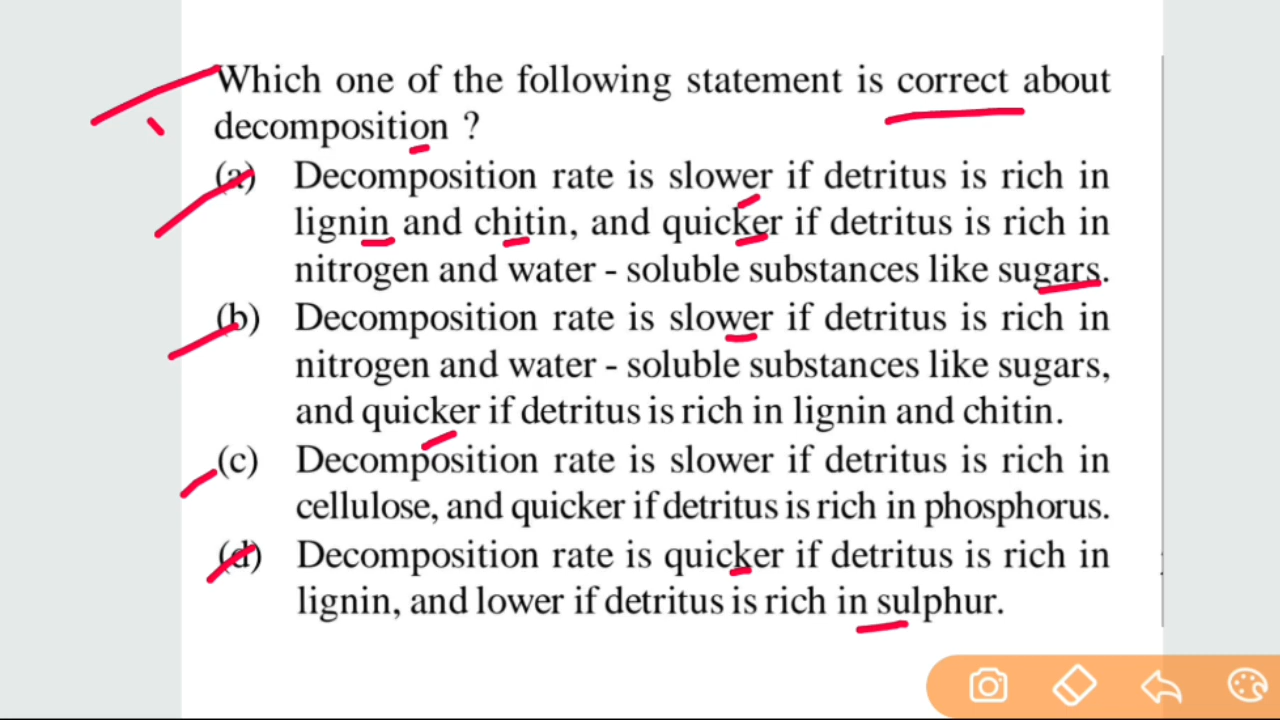 Which one of the following statement is correct about
decomposition ?
(a) Decomposition rate is slower if detritus is rich in
lignin and chitin, and quicker if detritus is rich in
nitrogen and water - soluble substances like sugars.
(b) Decomposition rate is slower if detritus is rich in
nitrogen and water - soluble substances like sugars,
and quicker if detritus is rich in lignin and chitin.
(c) Decomposition rate is slower if detritus is rich in
cellulose, and quicker if detritus is rich in phosphorus.
(d) Decomposition rate is quicker if detritus is rich in
lignin, and lower if detritus is rich in sulphur.